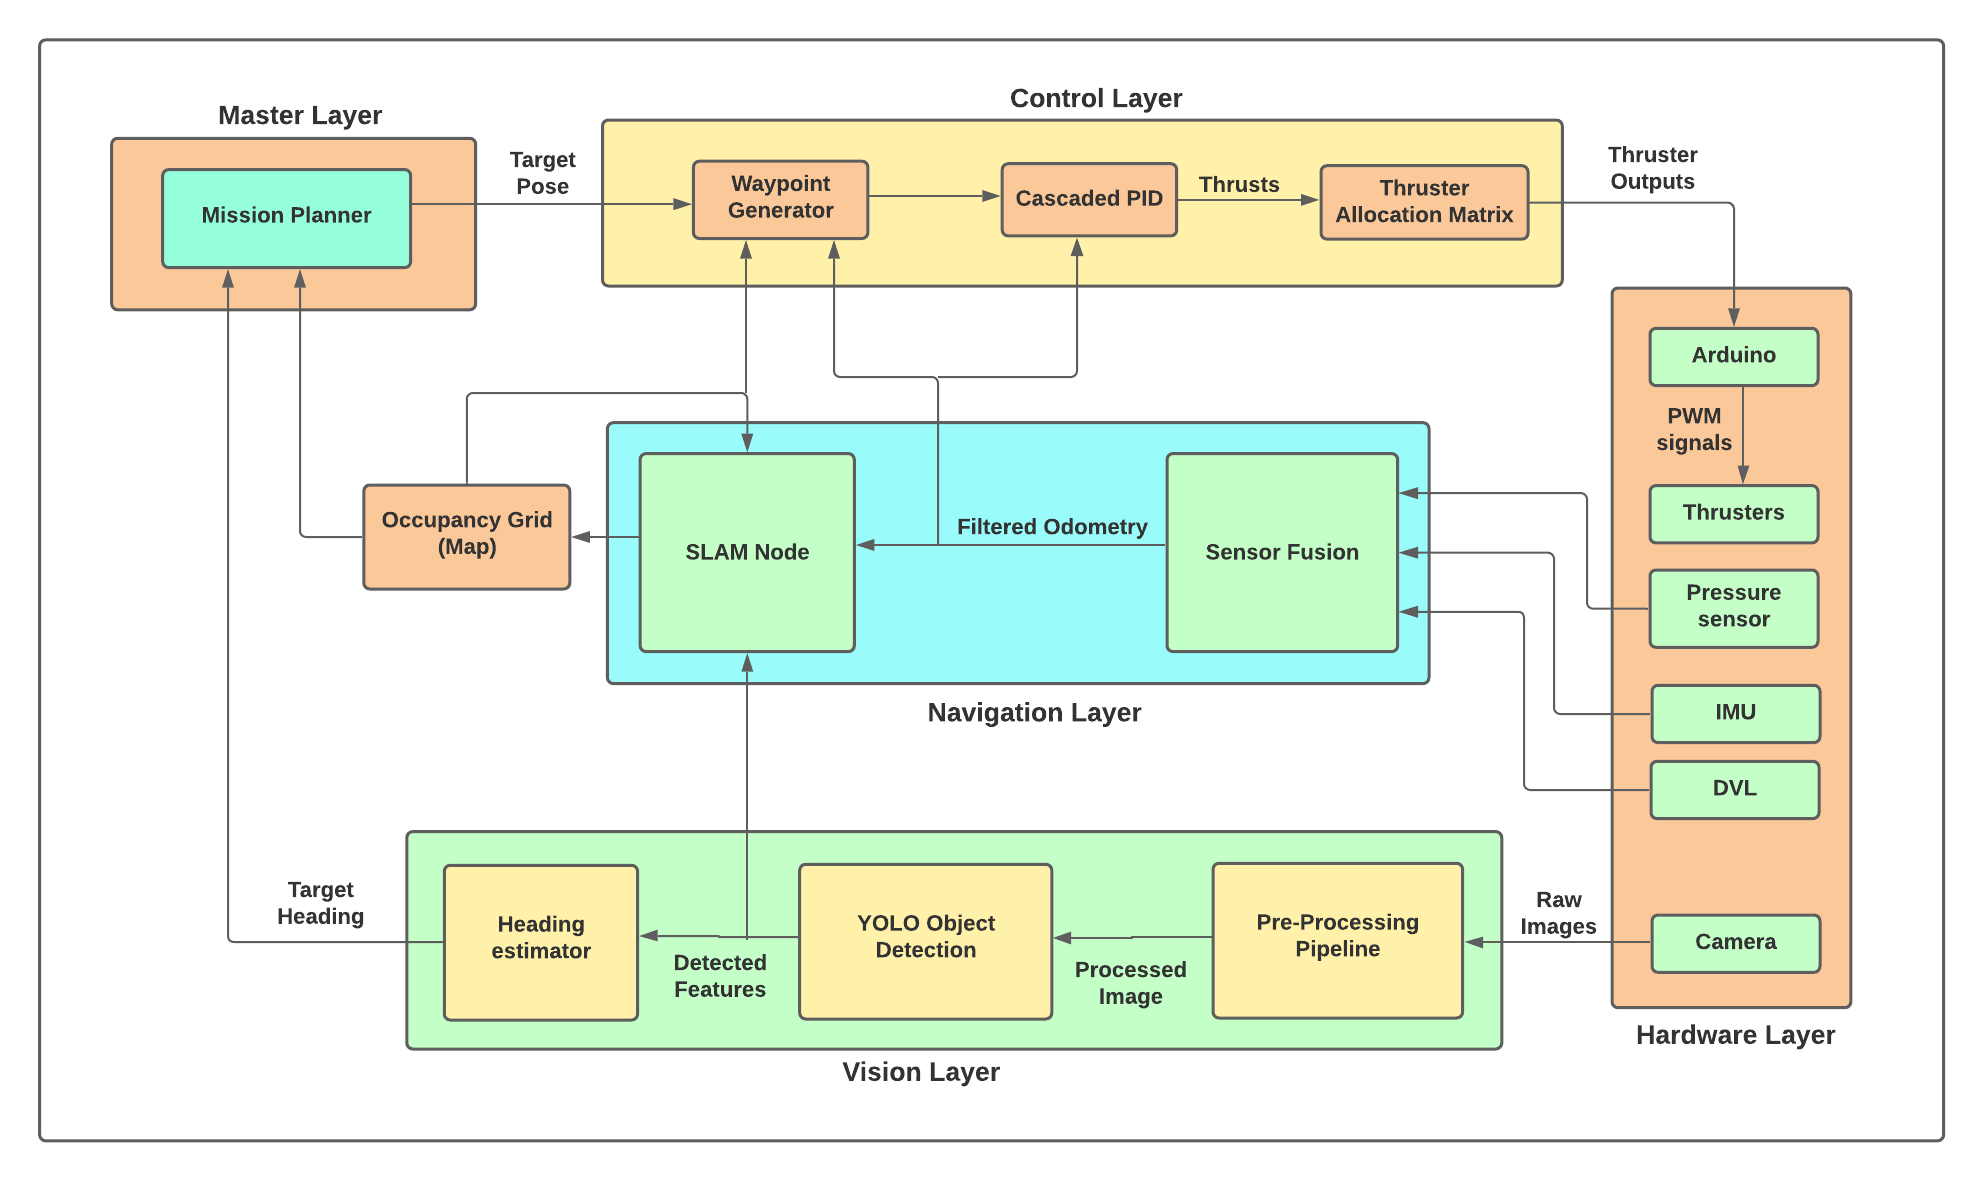 Master Layer
Mission Planner
Target
Pose
Control Layer
Waypoint
Generator
Cascaded PID
Thrusts
Thruster
Allocation Matrix
Thruster
Outputs
Arduino
PWM
signals
Thrusters
Pressure
sensor
IMU
DVL
Camera
Hardware Layer
Occupancy Grid
(Map)
SLAM Node
Filtered Odometry
Sensor Fusion
Navigation Layer
Target
Heading
Heading
estimator
Detected
Features
YOLO Object
Detection
Processed
Image
Pre-Processing
Pipeline
Raw
Images
Vision Layer